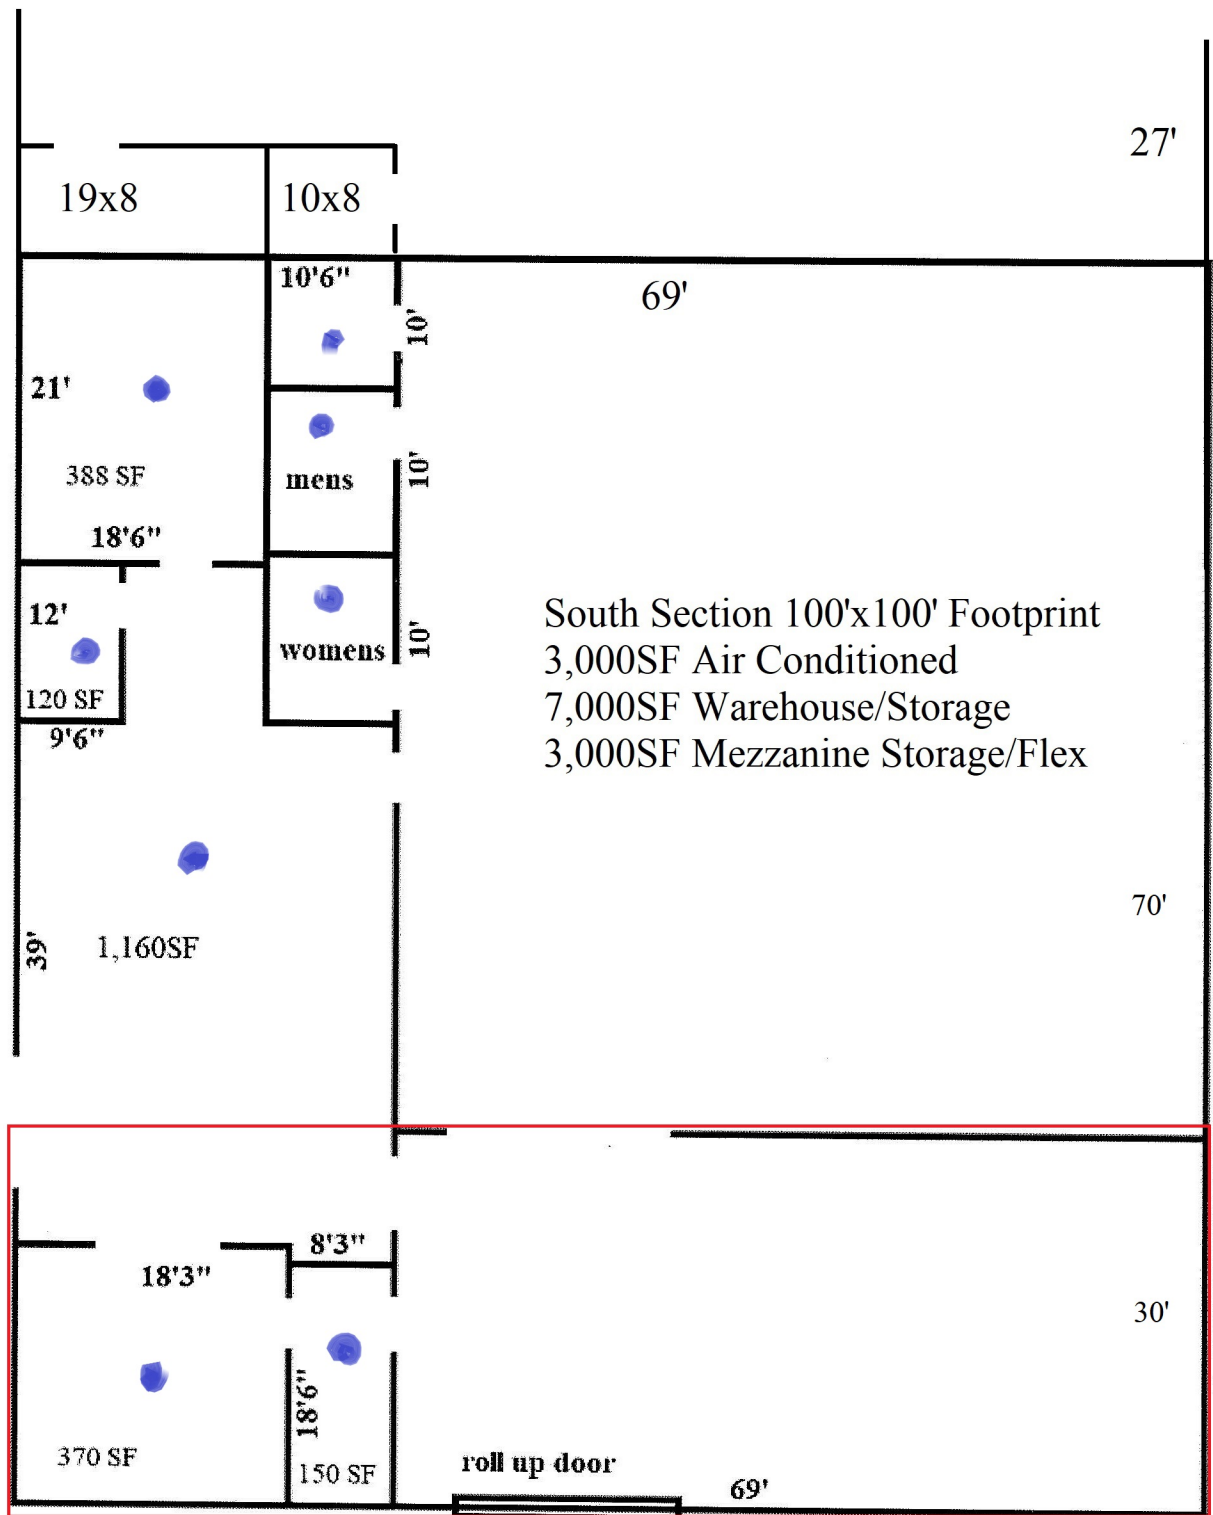 27'
19x8
10x8
10'6"
69'
10'
21'
388 SF
mens
10'
18'6"
12'
120 SF
9'6"
womens
10'
South Section 100'x100' Footprint
3,000SF Air Conditioned
7,000SF Warehouse/Storage
3,000SF Mezzanine Storage/Flex
70'
39'
1,160SF
8'3"
18'3"
30'
18'6"
370 SF
150 SF
roll up door
69'